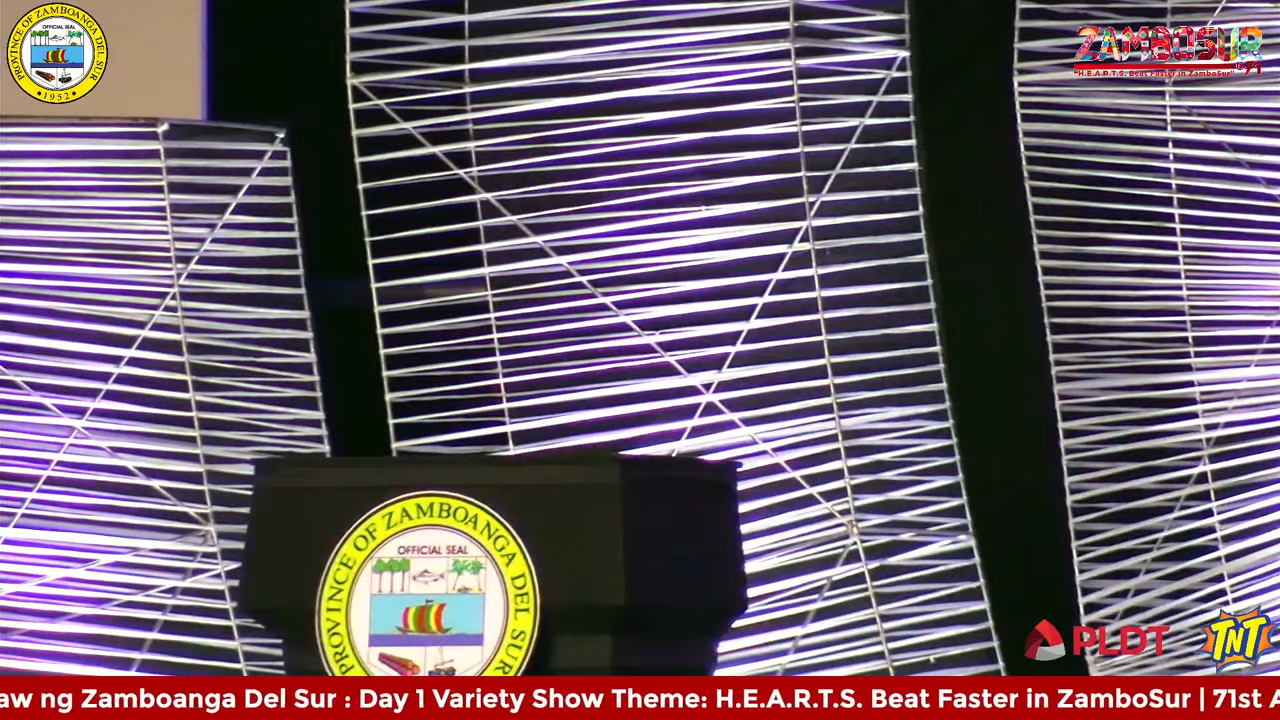 PROVINCE OF ZAMBOANGA DEL SUR
OFFICIAL SEAL
• 1952 •
ZAMBOSUR
@71
"H.E.A.R.T.S. Beat Faster in ZamboSur"
PROVINCE OF ZAMBOANGA DEL SUR
OFFICIAL SEAL
PLDT
TNT
aw ng Zamboanga Del Sur : Day 1 Variety Show Theme: H.E.A.R.T.S. Beat Faster in ZamboSur | 71st A